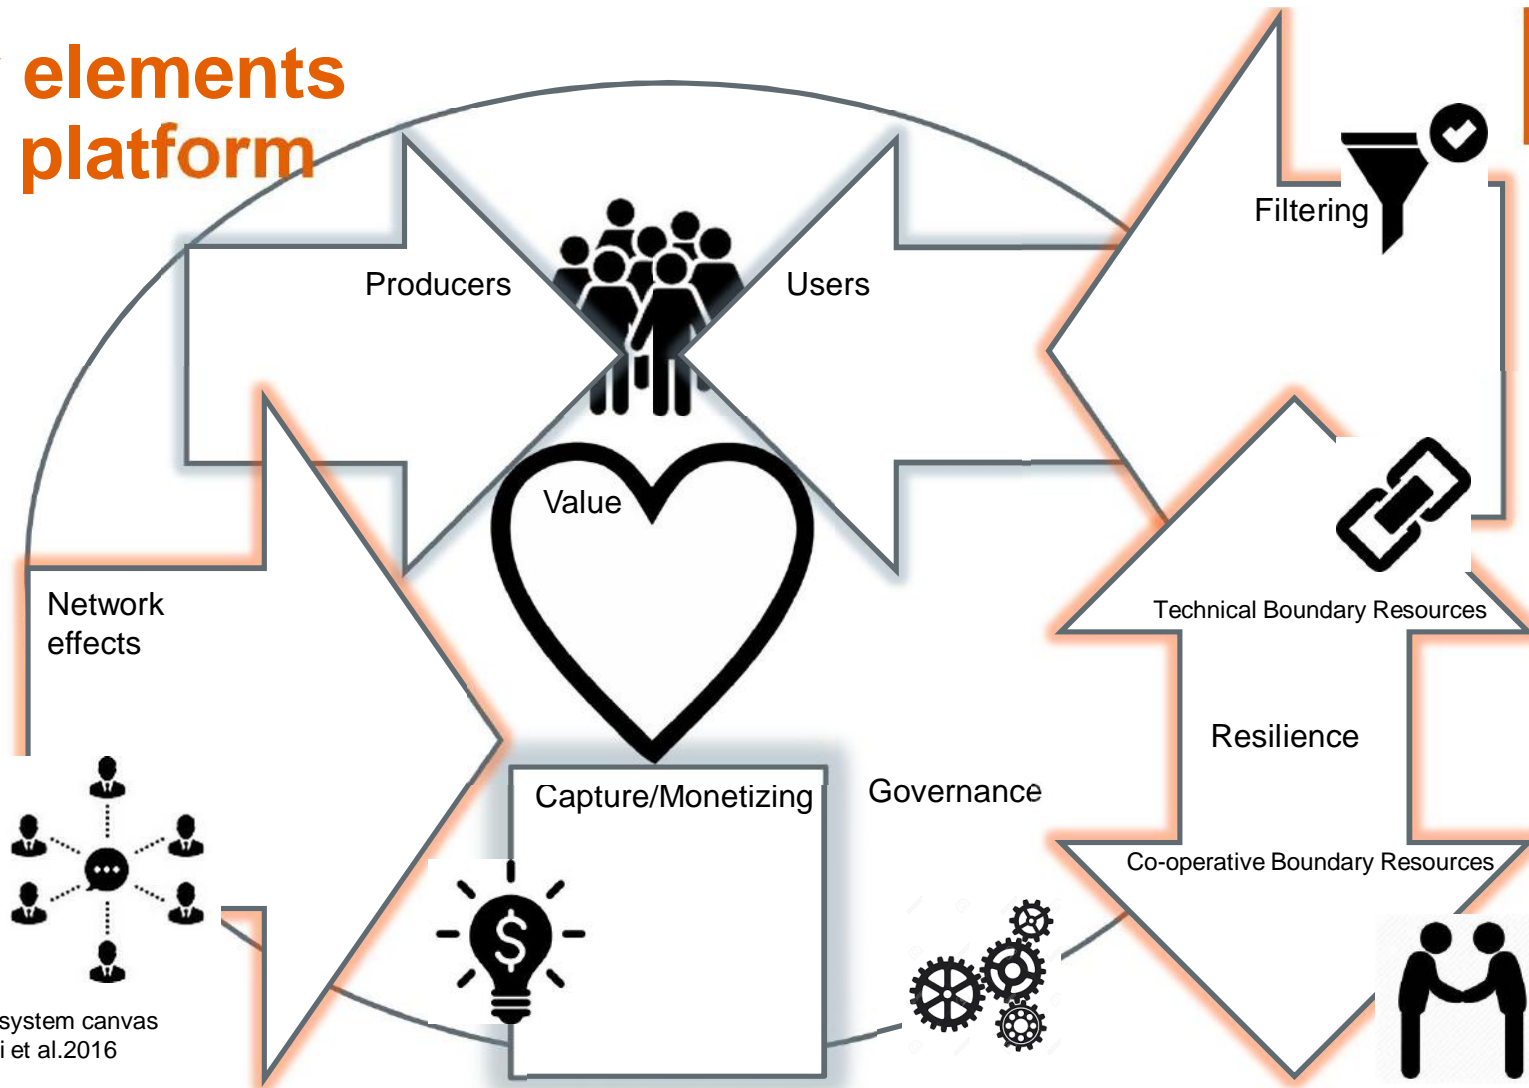 elements
platform
Filtering
Producers
Users
Value
Network
effects
Technical Boundary Resources
Resilience
Capture/Monetizing
Governance
Co-operative Boundary Resources
$
system canvas
i et al.2016